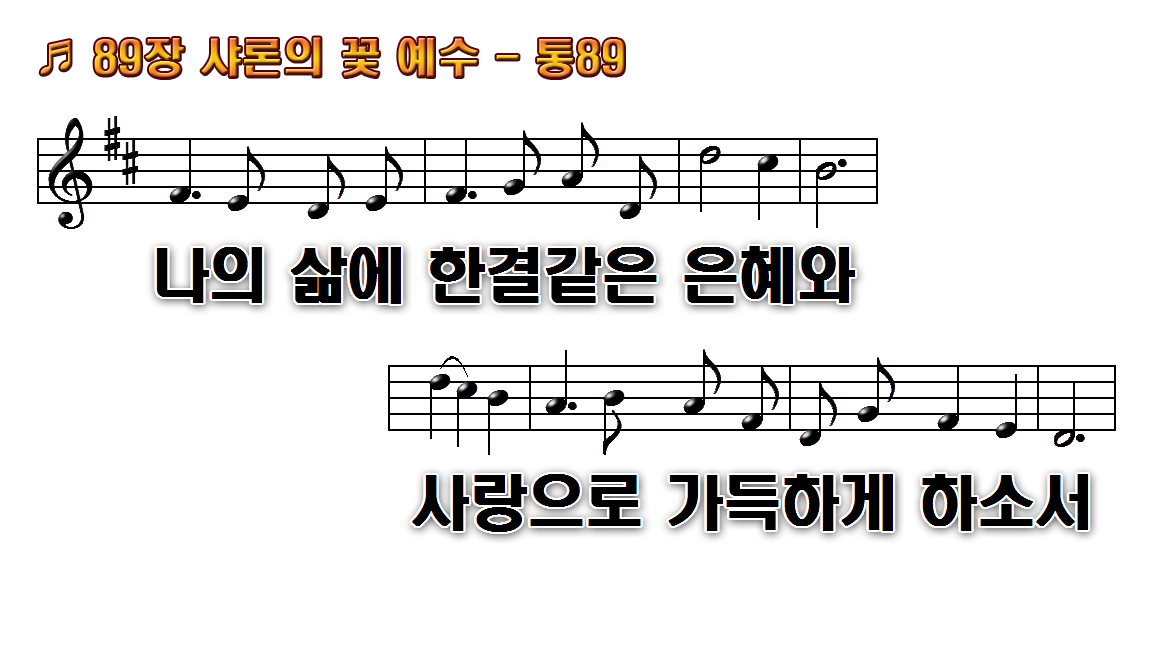 ♬ 89장 샤론의 꽃 예수 - 통89
나의 삶에 한결같은 은혜와
사랑으로 가득하게 하소서